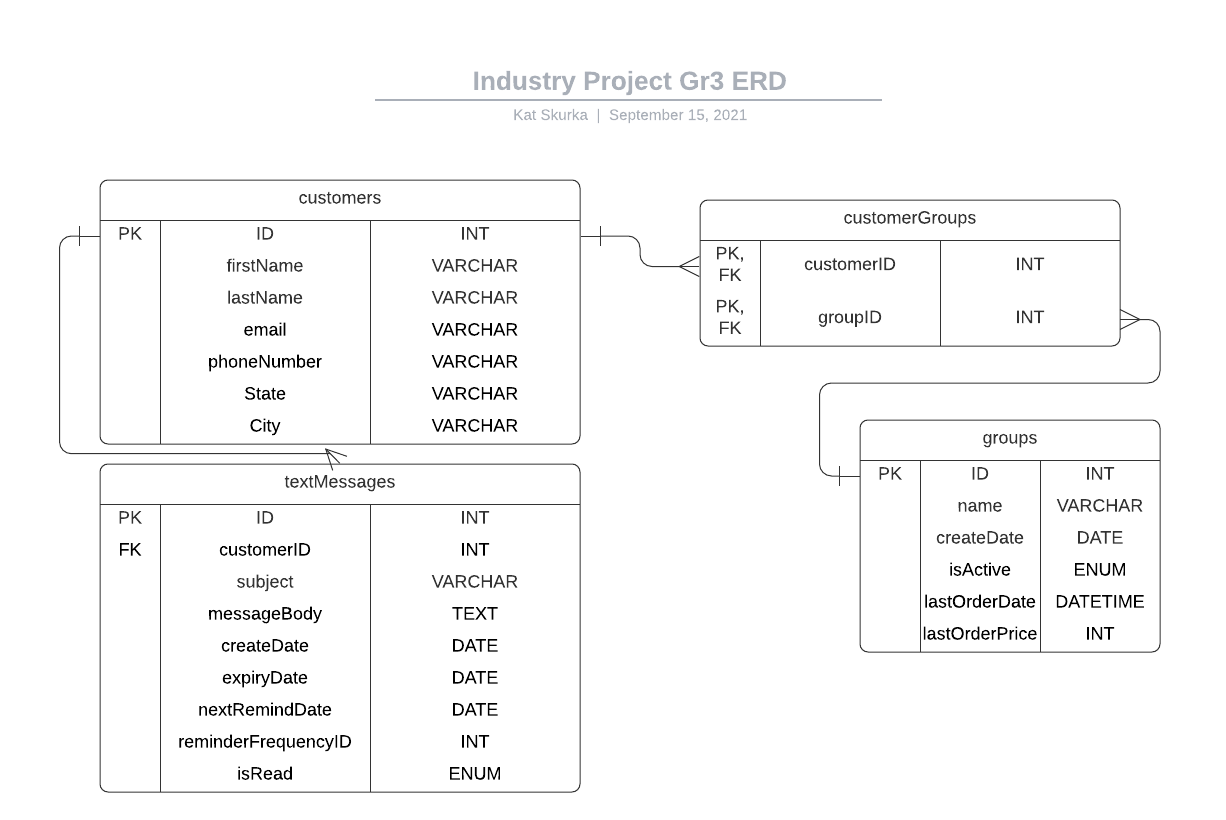 Industry Project Gr3 ERD
Kat Skurka | September 15, 2021
customers
PK ID INT
firstName VARCHAR
lastName VARCHAR
email VARCHAR
phoneNumber VARCHAR
State VARCHAR
City VARCHAR
textMessages
PK ID INT
FK customerID INT
subject VARCHAR
messageBody TEXT
createDate DATE
expiryDate DATE
nextRemindDate DATE
reminderFrequencyID INT
isRead ENUM
customerGroups
PK,
FK customerID INT
PK,
FK groupID INT
groups
PK ID INT
name VARCHAR
createDate DATE
isActive ENUM
lastOrderDate DATETIME
lastOrderPrice INT